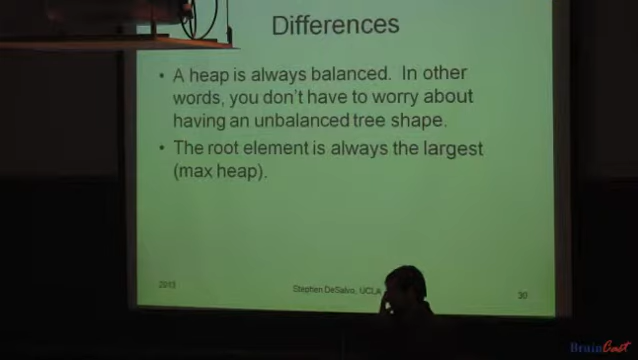 Differences
• A heap is always balanced. In other
words, you don't have to worry about
having an unbalanced tree shape.
• The root element is always the largest
(max heap).
2013
Stephen DeSalvo, UCLA
30
BrainCast